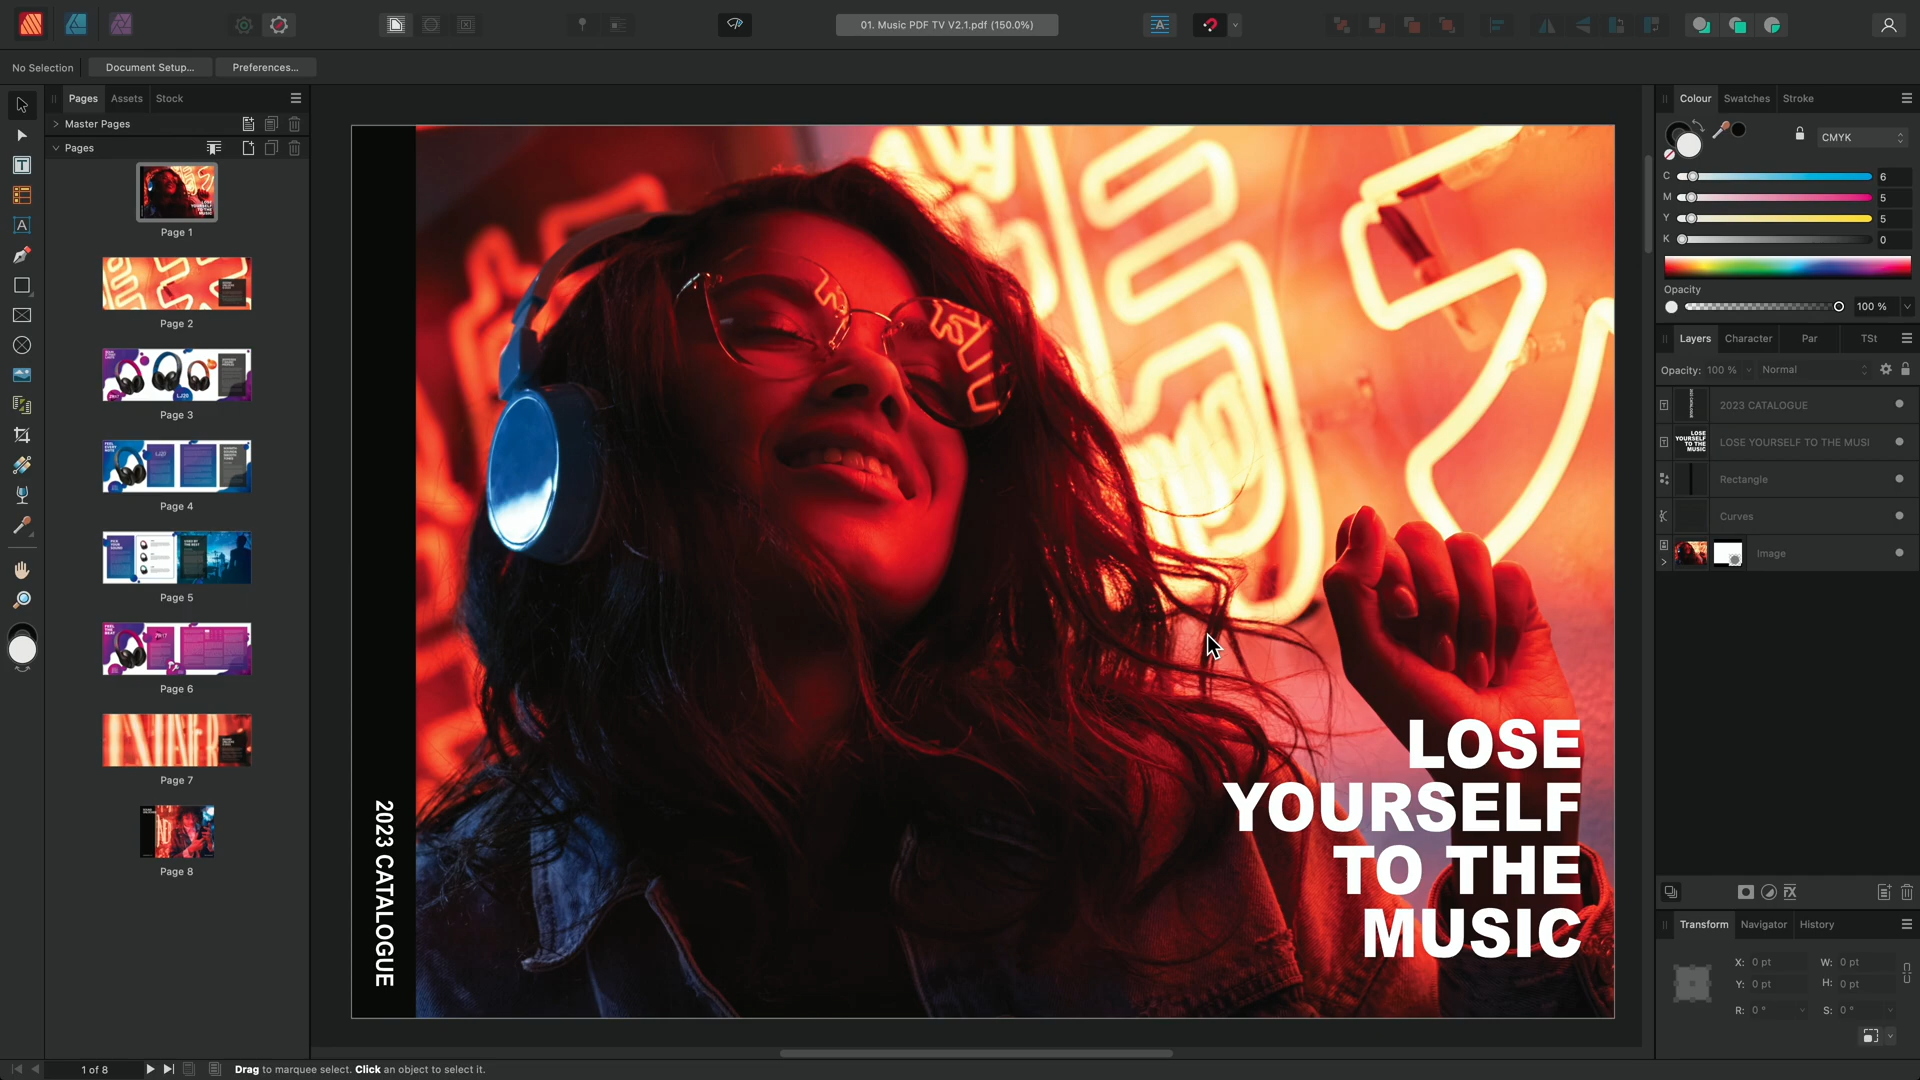 01. Music PDF TV V2.1.pdf (150.0%)
No Selection
Document Setup...
Preferences...
Pages
Assets
Stock
Master Pages
Pages
Page 1
Page 2
Page 3
Page 4
Page 5
Page 6
Page 7
Page 8
2023 CATALOGUE
LOSE
YOURSELF
TO THE
MUSIC
Colour
Swatches
Stroke
CMYK
C 6
M 5
Y 5
K 0
Opacity
100 %
Layers
Character
Par
TSt
Opacity: 100 %
Normal
2023 CATALOGUE
LOSE YOURSELF TO THE MUSI
LOSE
YOURSELF
TO THE
MUSIC
Rectangle
Curves
Image
Transform
Navigator
History
X: 0 pt
W: 0 pt
Y: 0 pt
H: 0 pt
R: 0 °
S: 0 °
1 of 8
Drag to marquee select. Click an object to select it.